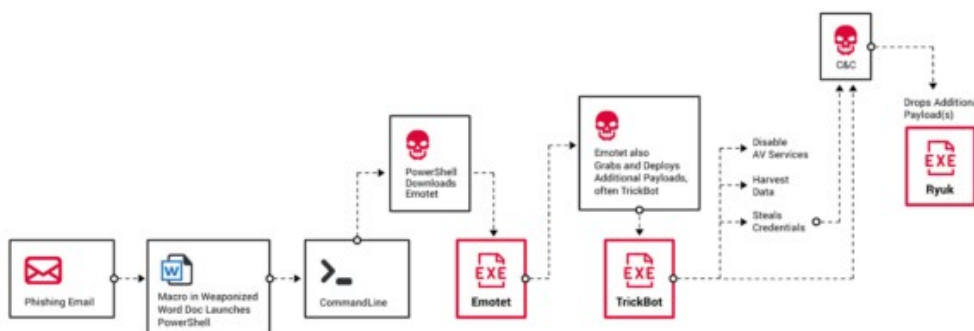 Phishing Email
W
Macro in Weaponized
Word Doc Launches
PowerShell
CommandLine
PowerShell
Downloads
Emotet
EXE
Emotet
Emotet also
Grabs and Deploys
Additional Payloads,
often TrickBot
EXE
TrickBot
Disable
AV Services
Harvest
Data
Steals
Credentials
C&C
Drops
Payload(s)
EXE
Ryuk